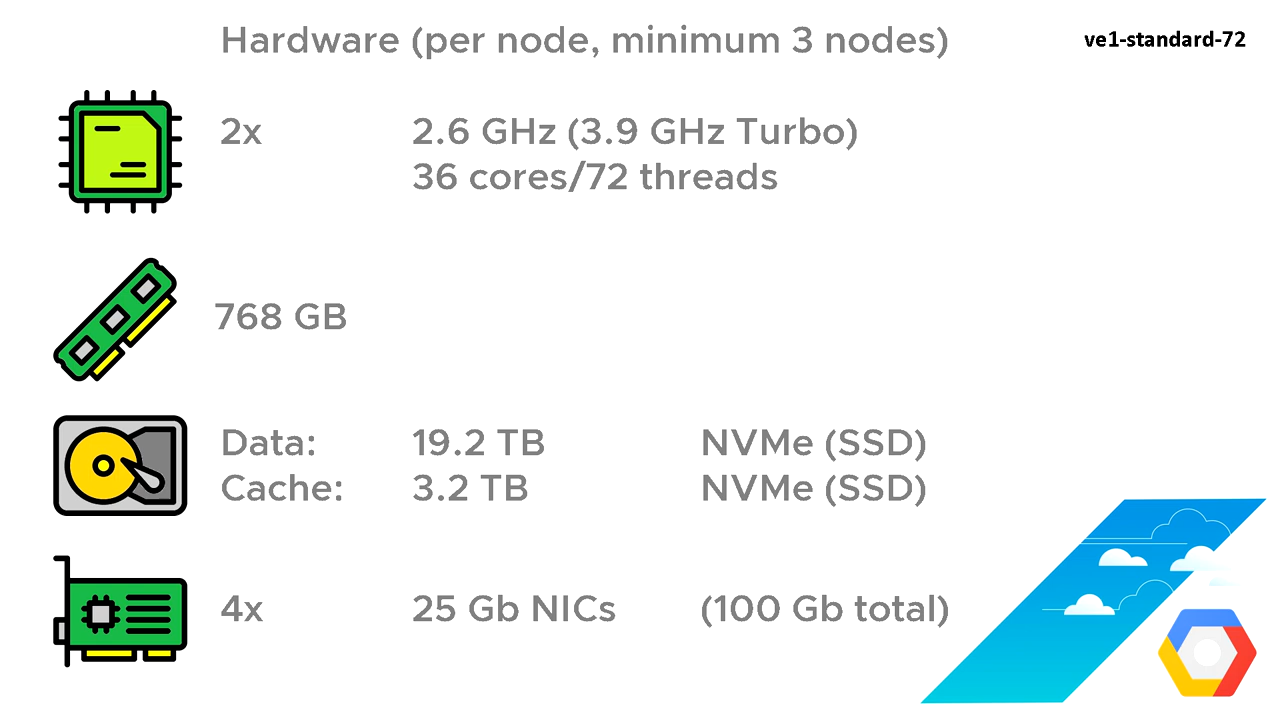 Hardware (per node, minimum 3 nodes)
ve1-standard-72
2x 2.6 GHz (3.9 GHz Turbo)
36 cores/72 threads
768 GB
Data: 19.2 TB NVMe (SSD)
Cache: 3.2 TB NVMe (SSD)
4x 25 Gb NICs (100 Gb total)